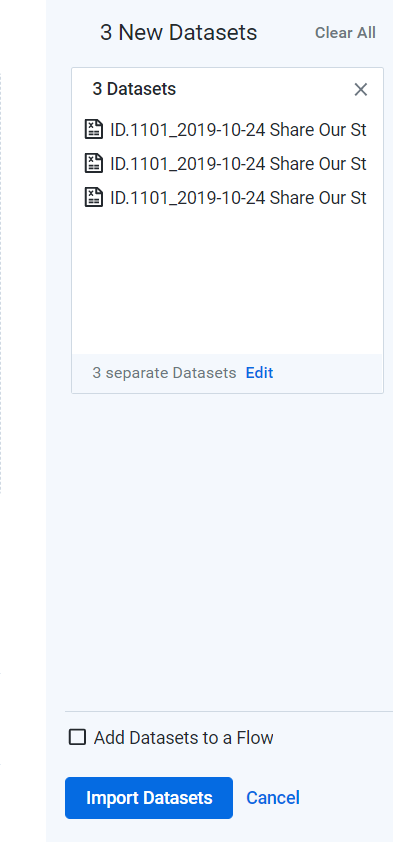 3 New Datasets Clear All
3 Datasets
ID.1101_2019-10-24 Share Our St
ID.1101_2019-10-24 Share Our St
ID.1101_2019-10-24 Share Our St
3 separate Datasets Edit
Add Datasets to a Flow
Import Datasets Cancel